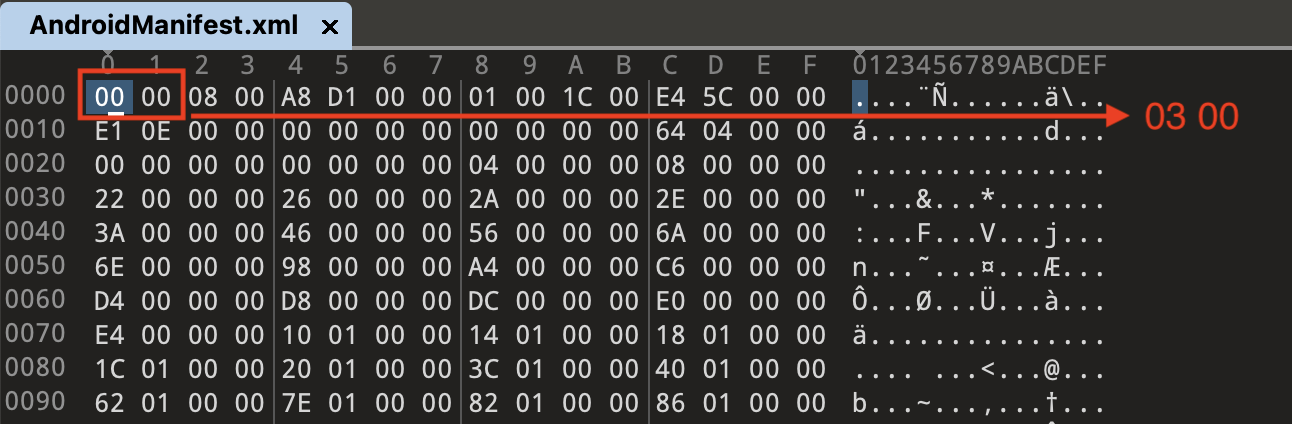 AndroidManifest.xml ×
0 1 2 3 4 5 6 7 8 9 A B C D E F 0123456789ABCDEF
0000 00 00 08 00 A8 D1 00 00 01 00 1C 00 E4 5C 00 00 ....¨Ñ......ä\..
03 00
0010 E1 0E 00 00 00 00 00 00 00 00 00 00 64 04 00 00 á...........d...
0020 00 00 00 00 00 00 00 00 04 00 00 00 08 00 00 00 ................
0030 22 00 00 00 26 00 00 00 2A 00 00 00 2E 00 00 00 "...&...*.......
0040 3A 00 00 00 46 00 00 00 56 00 00 00 6A 00 00 00 :...F...V...j...
0050 6E 00 00 00 98 00 00 00 A4 00 00 00 C6 00 00 00 n...˜...¤...Æ...
0060 D4 00 00 00 D8 00 00 00 DC 00 00 00 E0 00 00 00 Ô...Ø...Ü...à...
0070 E4 00 00 00 10 01 00 00 14 01 00 00 18 01 00 00 ä...............
0080 1C 01 00 00 20 01 00 00 3C 01 00 00 40 01 00 00 .... ...<...@...
0090 62 01 00 00 7E 01 00 00 82 01 00 00 86 01 00 00 b...~...‚...†...